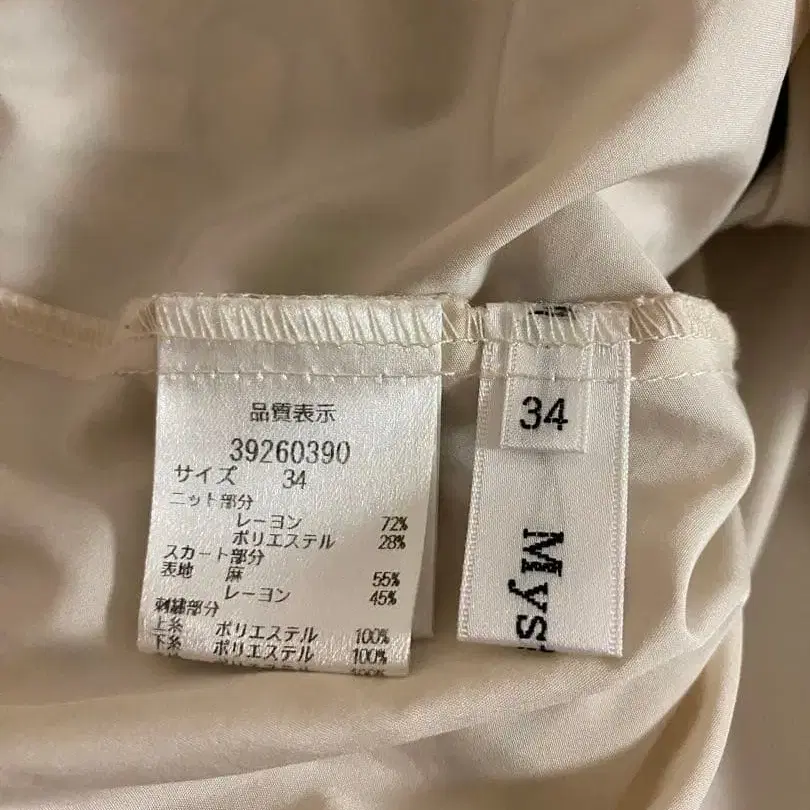 品質表示
39260390
サイズ 34
ニット部分
レーヨン 72%
ポリエステル 28%
スカート部分
表地 麻 55%
レーヨン 45%
刺繍部分
上糸 ポリエステル 100%
下糸 ポリエステル 100%
34
Mys